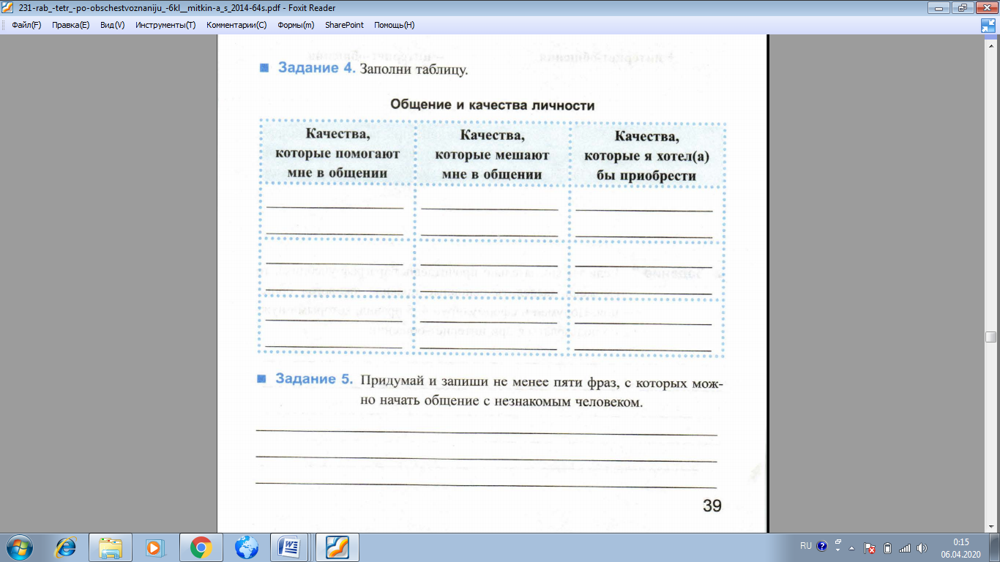 231-rab_-tetr_-po-obschestvoznaniju_-6kl__mitkin-a_s_2014-64s.pdf - Foxit Reader
Файл(F) Правка(E) Вид(V) Инструменты(T) Комментарии(C) Формы(m) SharePoint Помощь(H)
Задание 4. Заполни таблицу.
Общение и качества личности
Качества,
которые помогают
мне в общении
Качества,
которые мешают
мне в общении
Качества,
которые я хотел(а)
бы приобрести
Задание 5. Придумай и запиши не менее пяти фраз, с которых мож-
но начать общение с незнакомым человеком.
39
RU
0:15
06.04.2020